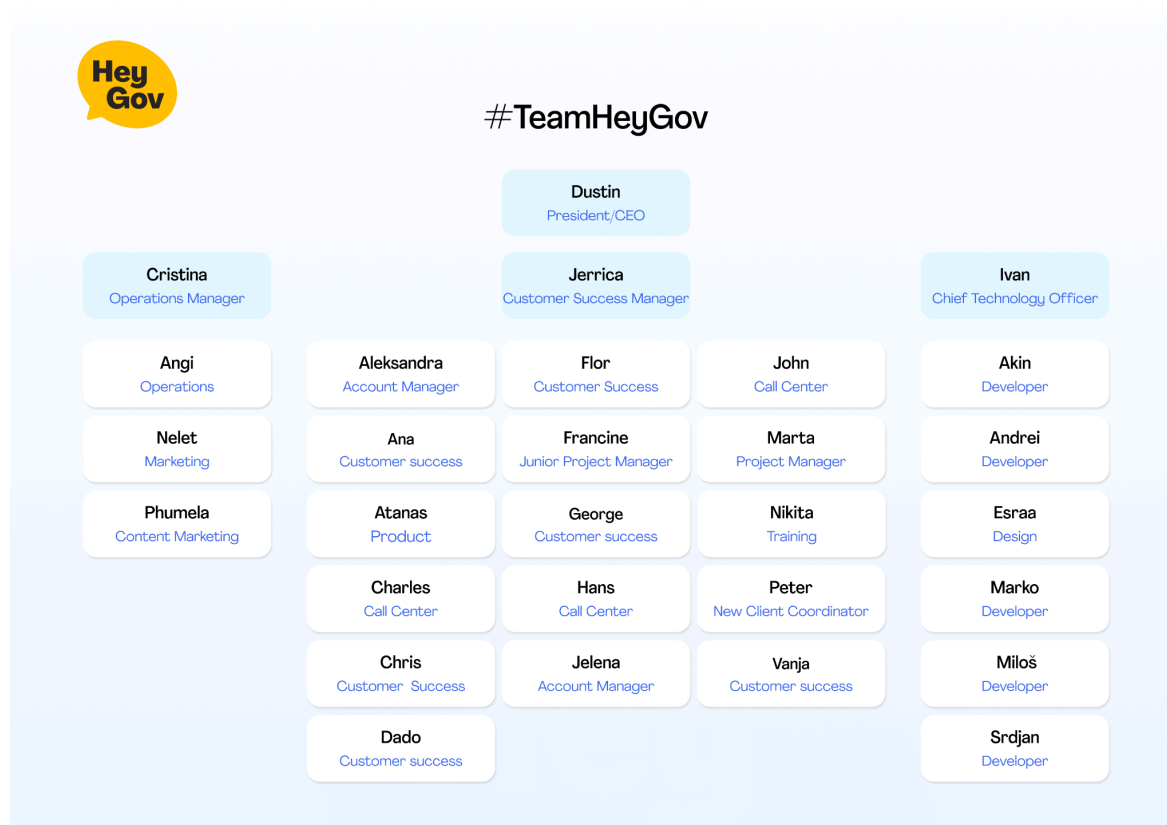 Hey
Gov
#TeamHeyGov
Dustin
President/CEO
Cristina
Operations Manager
Jerrica
Customer Success Manager
Ivan
Chief Technology Officer
Angi
Operations
Nelet
Marketing
Phumela
Content Marketing
Aleksandra
Account Manager
Ana
Customer success
Atanas
Product
Charles
Call Center
Chris
Customer  Success
Dado
Customer success
Flor
Customer Success
Francine
Junior Project Manager
George
Customer success
Hans
Call Center
Jelena
Account Manager
John
Call Center
Marta
Project Manager
Nikita
Training
Peter
New Client Coordinator
Vanja
Customer success
Akin
Developer
Andrei
Developer
Esraa
Design
Marko
Developer
Miloš
Developer
Srdjan
Developer